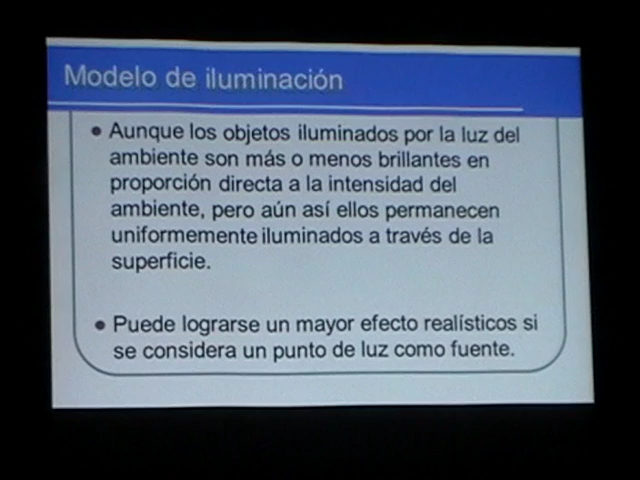 Modelo de iluminación
• Aunque los objetos iluminados por la luz del
ambiente son más o menos brillantes en
proporción directa a la intensidad del
ambiente, pero aún así ellos permanecen
uniformemente iluminados a través de la
superficie.
• Puede lograrse un mayor efecto realísticos si
se considera un punto de luz como fuente.